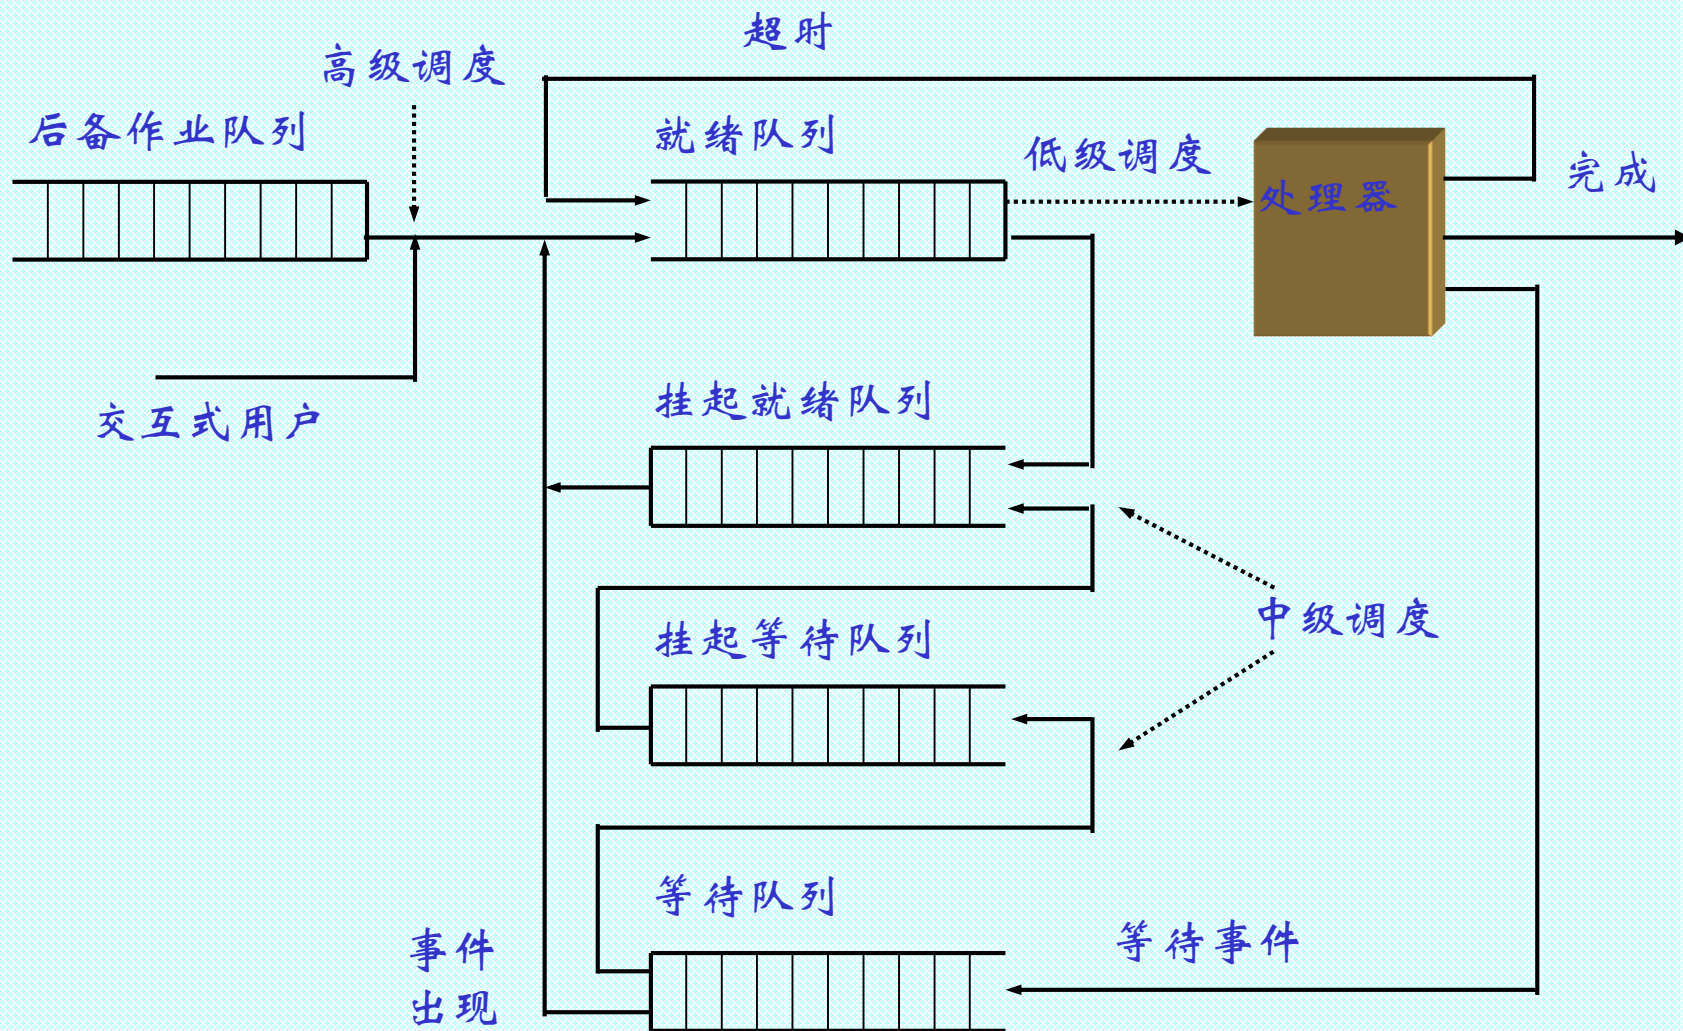 超时
高级调度
后备作业队列
就绪队列
低级调度
处理器
完成
交互式用户
挂起就绪队列
中级调度
挂起等待队列
等待队列
等待事件
事件
出现